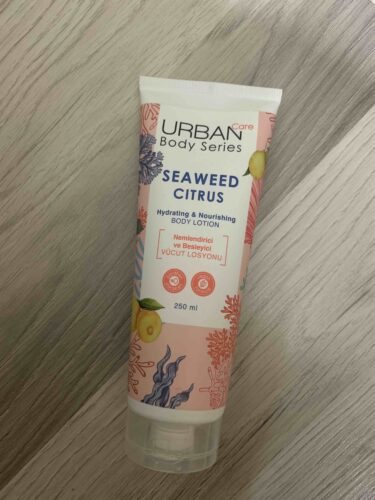 URBAN Care
Body Series
SEAWEED
CITRUS
Hydrating & Nourishing
BODY LOTION
Nemlendirici
ve Besleyici
VÜCUT LOSYONU
250 ml